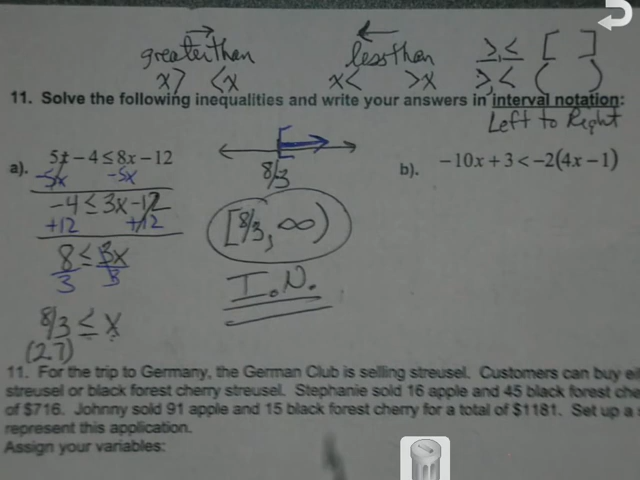 greater than less than ≥, ≤ [ ]
x> <x x< >x >, < ( )
11. Solve the following inequalities and write your answers in interval notation:
Left to Right
a). 5x − 4 ≤ 8x − 12
-5x -5x
-4 ≤ 3x -12
+12 +12
8 ≤ 3x
3 3
8/3 ≤ x
(2.7)
[
8/3
[8/3, ∞)
I.N.
b). −10x + 3 < −2(4x − 1)
11. For the trip to Germany, the German Club is selling streusel. Customers can buy
streusel or black forest cherry streusel. Stephanie sold 16 apple and 45 black forest
of $716. Johnny sold 91 apple and 15 black forest cherry for a total of $1181. Set up a
represent this application.
Assign your variables: